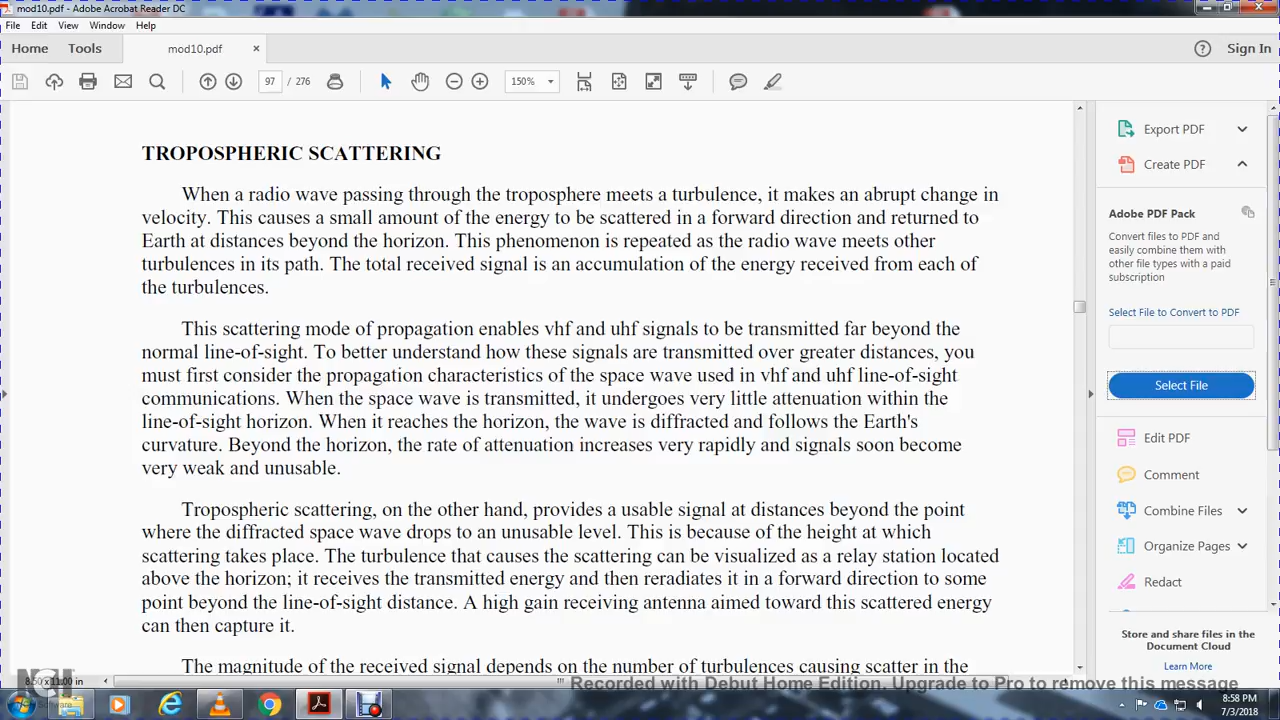 mod10.pdf - Adobe Acrobat Reader DC
File Edit View Window Help
Home Tools mod10.pdf × Sign In
97 / 276 150%
TROPOSPHERIC SCATTERING
When a radio wave passing through the troposphere meets a turbulence, it makes an abrupt change in
velocity. This causes a small amount of the energy to be scattered in a forward direction and returned to
Earth at distances beyond the horizon. This phenomenon is repeated as the radio wave meets other
turbulences in its path. The total received signal is an accumulation of the energy received from each of
the turbulences.
This scattering mode of propagation enables vhf and uhf signals to be transmitted far beyond the
normal line-of-sight. To better understand how these signals are transmitted over greater distances, you
must first consider the propagation characteristics of the space wave used in vhf and uhf line-of-sight
communications. When the space wave is transmitted, it undergoes very little attenuation within the
line-of-sight horizon. When it reaches the horizon, the wave is diffracted and follows the Earth's
curvature. Beyond the horizon, the rate of attenuation increases very rapidly and signals soon become
very weak and unusable.
Tropospheric scattering, on the other hand, provides a usable signal at distances beyond the point
where the diffracted space wave drops to an unusable level. This is because of the height at which
scattering takes place. The turbulence that causes the scattering can be visualized as a relay station located
above the horizon; it receives the transmitted energy and then reradiates it in a forward direction to some
point beyond the line-of-sight distance. A high gain receiving antenna aimed toward this scattered energy
can then capture it.
The magnitude of the received signal depends on the number of turbulences causing scatter in the
8.50 x 11.00 in
Export PDF
Create PDF
Adobe PDF Pack
Convert files to PDF and
easily combine them with
other file types with a paid
subscription
Select File to Convert to PDF
Select File
Edit PDF
Comment
Combine Files
Organize Pages
Redact
Store and share files in the
Document Cloud
Learn More
Recorded with Debut Home Edition. Upgrade to Pro to remove this message
8:58 PM
7/3/2018